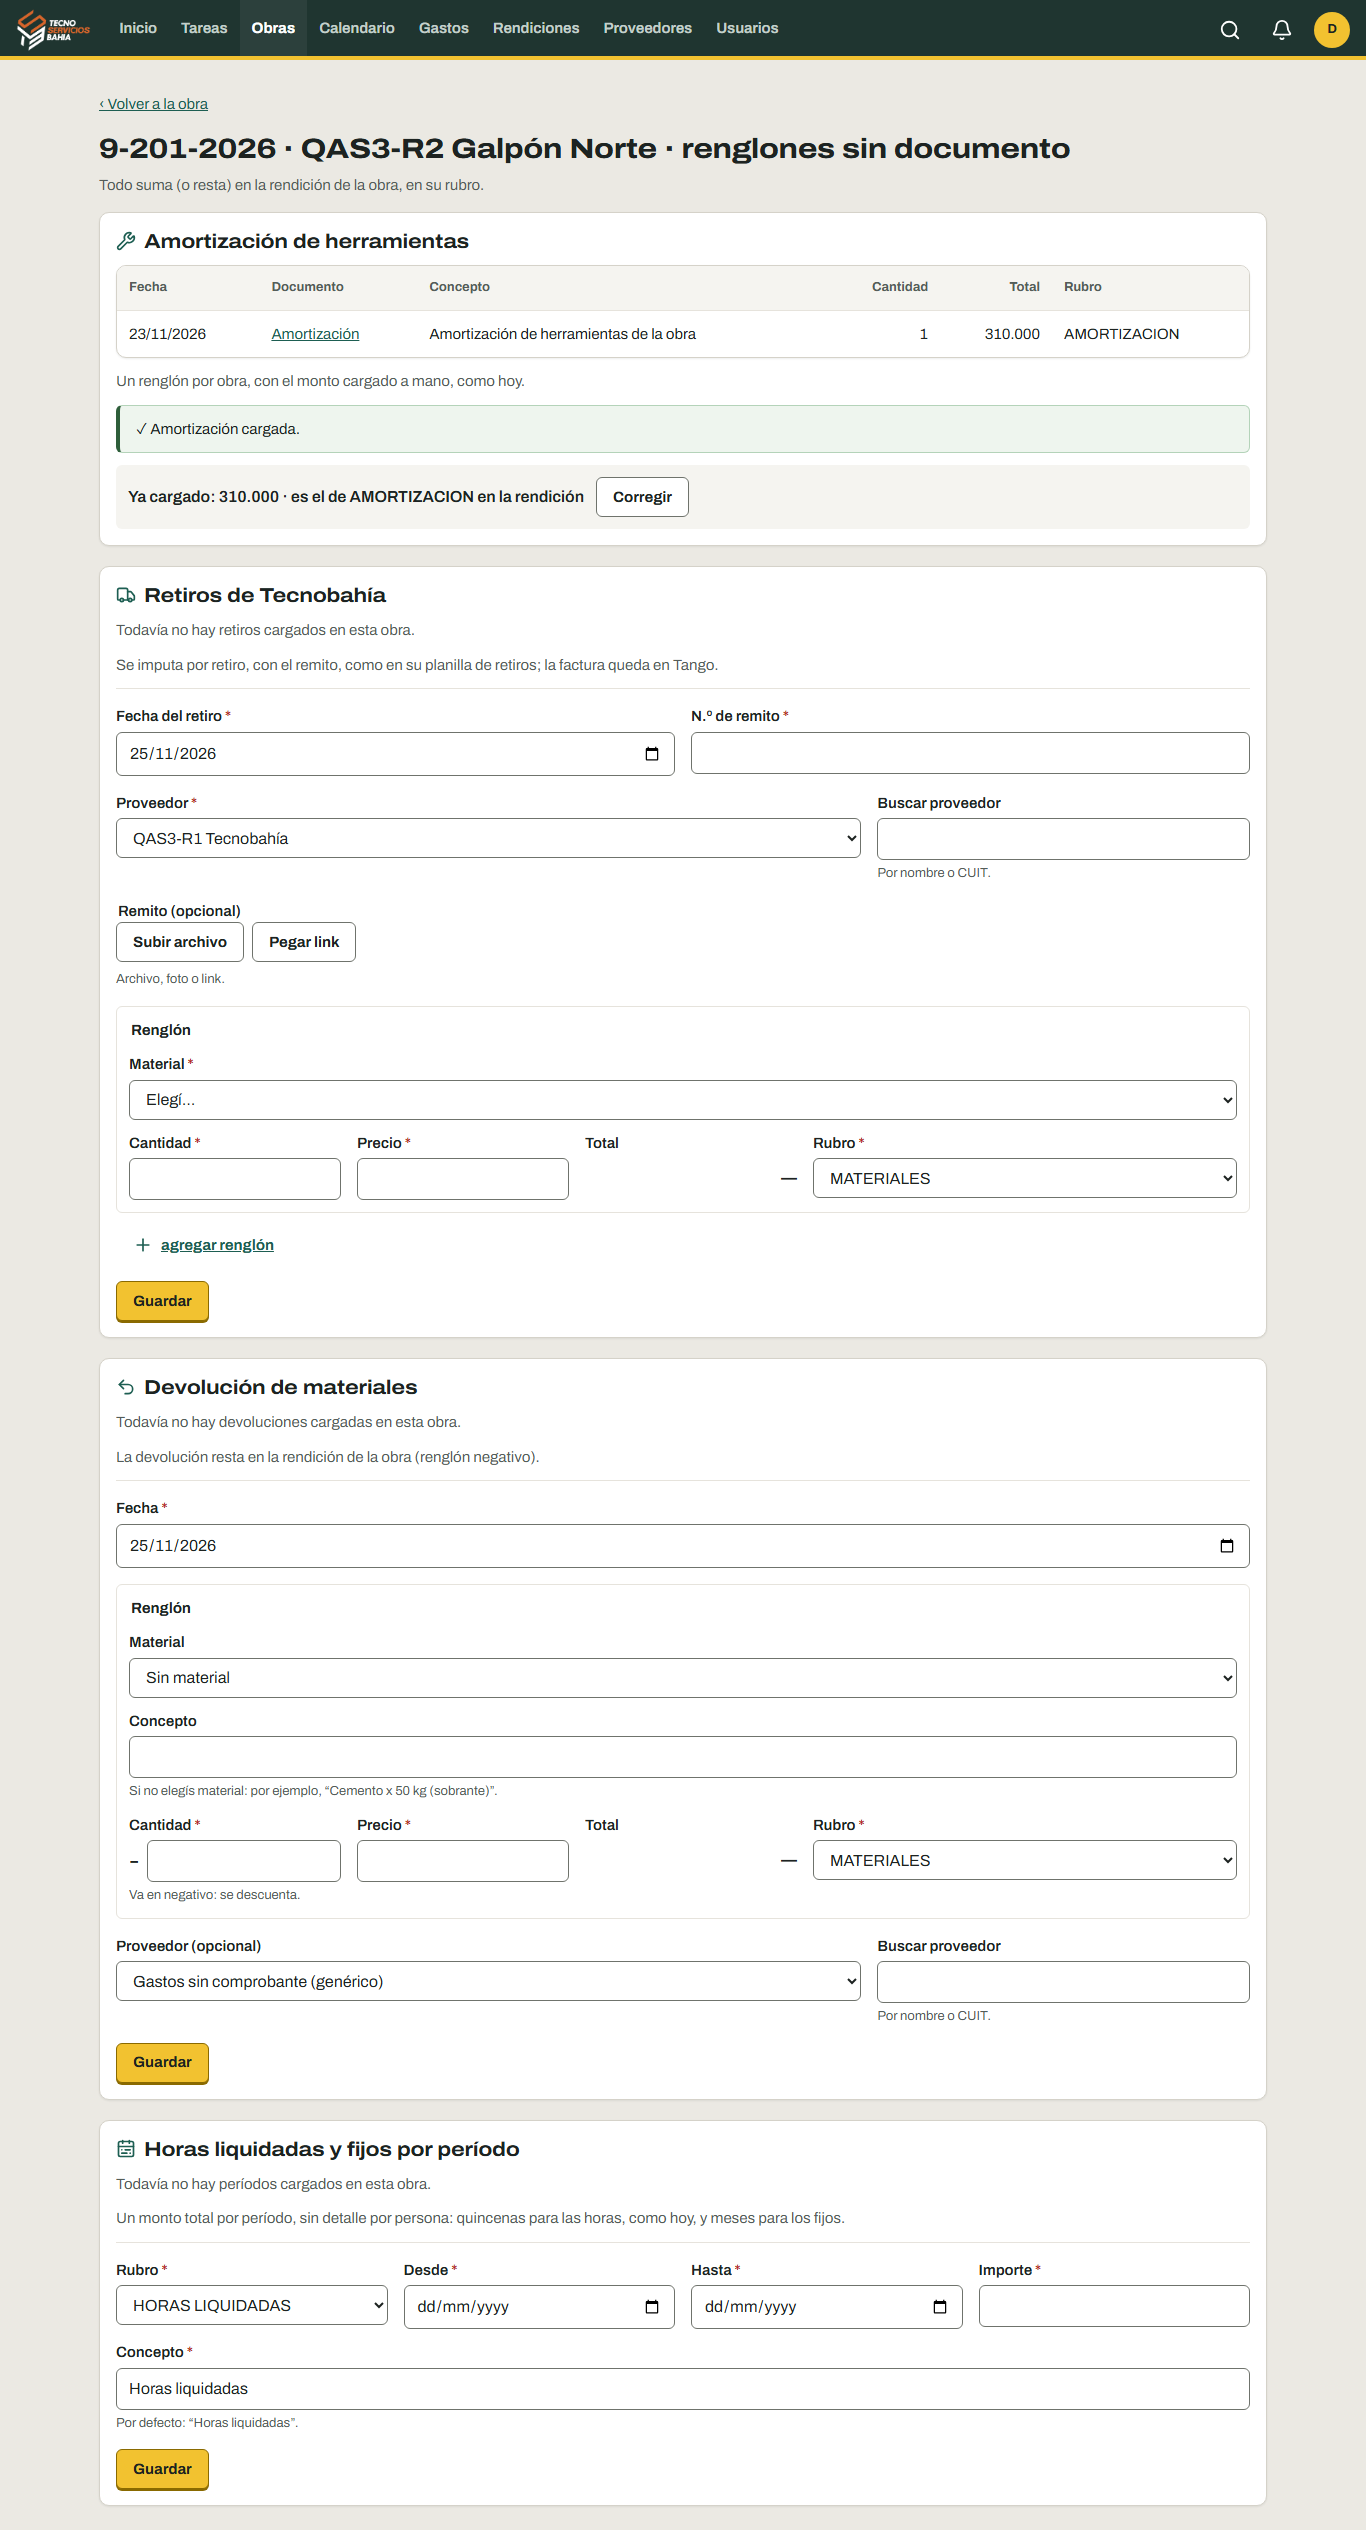 TECNO
SERVICIOS
BAHIA
Inicio Tareas Obras Calendario Gastos Rendiciones Proveedores Usuarios D
‹ Volver a la obra
9-201-2026 · QAS3-R2 Galpón Norte · renglones sin documento
Todo suma (o resta) en la rendición de la obra, en su rubro.
Amortización de herramientas
Fecha Documento Concepto Cantidad Total Rubro
23/11/2026 Amortización Amortización de herramientas de la obra 1 310.000 AMORTIZACION
Un renglón por obra, con el monto cargado a mano, como hoy.
✓ Amortización cargada.
Ya cargado: 310.000 · es el de AMORTIZACION en la rendición Corregir
Retiros de Tecnobahía
Todavía no hay retiros cargados en esta obra.
Se imputa por retiro, con el remito, como en su planilla de retiros; la factura queda en Tango.
Fecha del retiro * N.º de remito *
25/11/2026
Proveedor * Buscar proveedor
QAS3-R1 Tecnobahía
Por nombre o CUIT.
Remito (opcional)
Subir archivo Pegar link
Archivo, foto o link.
Renglón
Material *
Elegí...
Cantidad * Precio * Total Rubro *
— MATERIALES
+ agregar renglón
Guardar
Devolución de materiales
Todavía no hay devoluciones cargadas en esta obra.
La devolución resta en la rendición de la obra (renglón negativo).
Fecha *
25/11/2026
Renglón
Material
Sin material
Concepto
Si no elegís material: por ejemplo, “Cemento x 50 kg (sobrante)”.
Cantidad * Precio * Total Rubro *
− — MATERIALES
Va en negativo: se descuenta.
Proveedor (opcional) Buscar proveedor
Gastos sin comprobante (genérico)
Por nombre o CUIT.
Guardar
Horas liquidadas y fijos por período
Todavía no hay períodos cargados en esta obra.
Un monto total por período, sin detalle por persona: quincenas para las horas, como hoy, y meses para los fijos.
Rubro * Desde * Hasta * Importe *
HORAS LIQUIDADAS dd/mm/yyyy dd/mm/yyyy
Concepto *
Horas liquidadas
Por defecto: “Horas liquidadas”.
Guardar